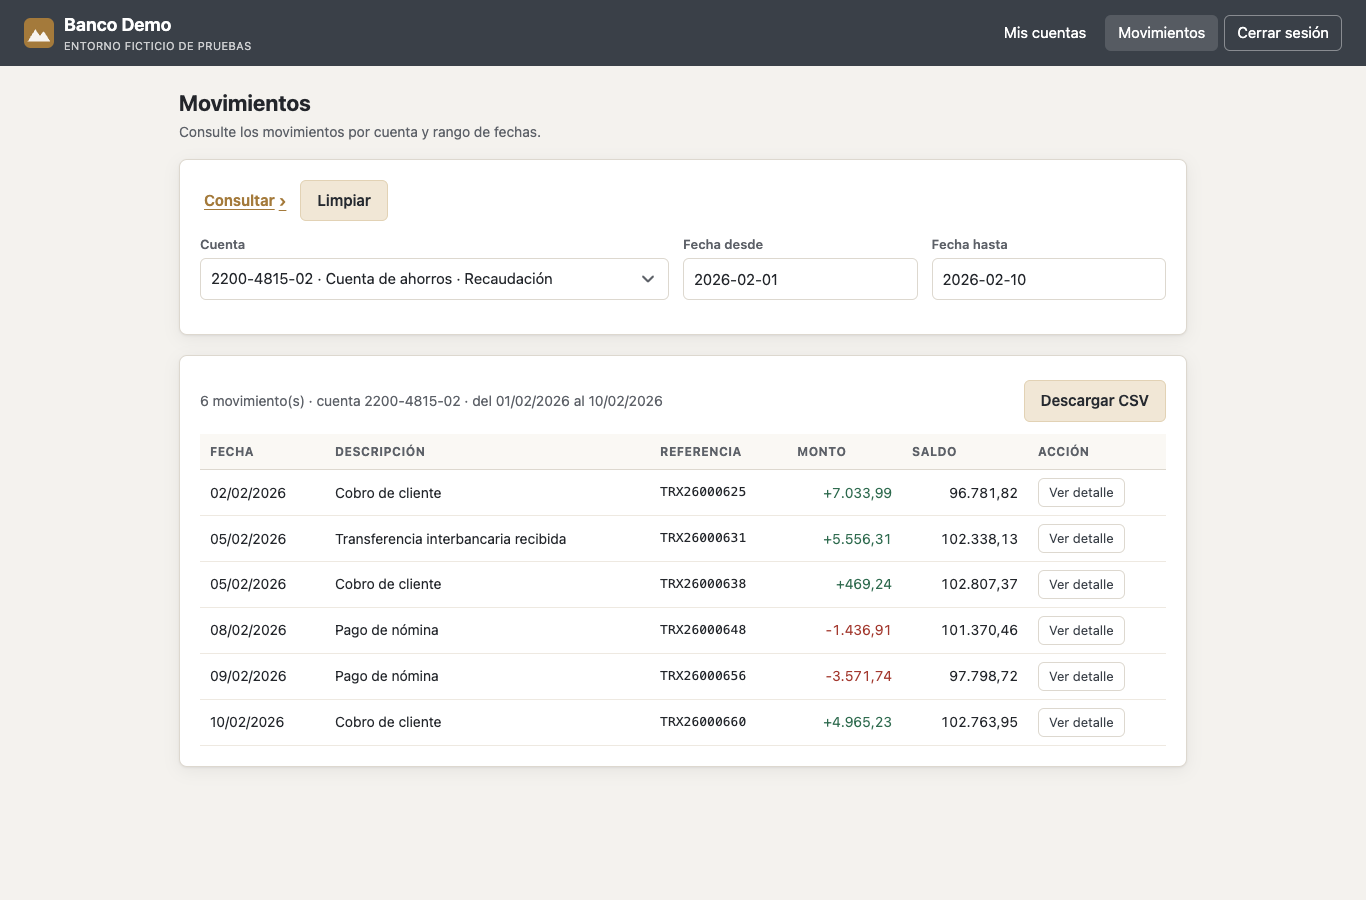 Banco Demo
ENTORNO FICTICIO DE PRUEBAS
Mis cuentas
Movimientos
Cerrar sesión
Movimientos
Consulte los movimientos por cuenta y rango de fechas.
Consultar ›
Limpiar
Cuenta
Fecha desde
Fecha hasta
2200-4815-02 · Cuenta de ahorros · Recaudación
2026-02-01
2026-02-10
6 movimiento(s) · cuenta 2200-4815-02 · del 01/02/2026 al 10/02/2026
Descargar CSV
FECHA DESCRIPCIÓN REFERENCIA MONTO SALDO ACCIÓN
02/02/2026 Cobro de cliente TRX26000625 +7.033,99 96.781,82 Ver detalle
05/02/2026 Transferencia interbancaria recibida TRX26000631 +5.556,31 102.338,13 Ver detalle
05/02/2026 Cobro de cliente TRX26000638 +469,24 102.807,37 Ver detalle
08/02/2026 Pago de nómina TRX26000648 -1.436,91 101.370,46 Ver detalle
09/02/2026 Pago de nómina TRX26000656 -3.571,74 97.798,72 Ver detalle
10/02/2026 Cobro de cliente TRX26000660 +4.965,23 102.763,95 Ver detalle